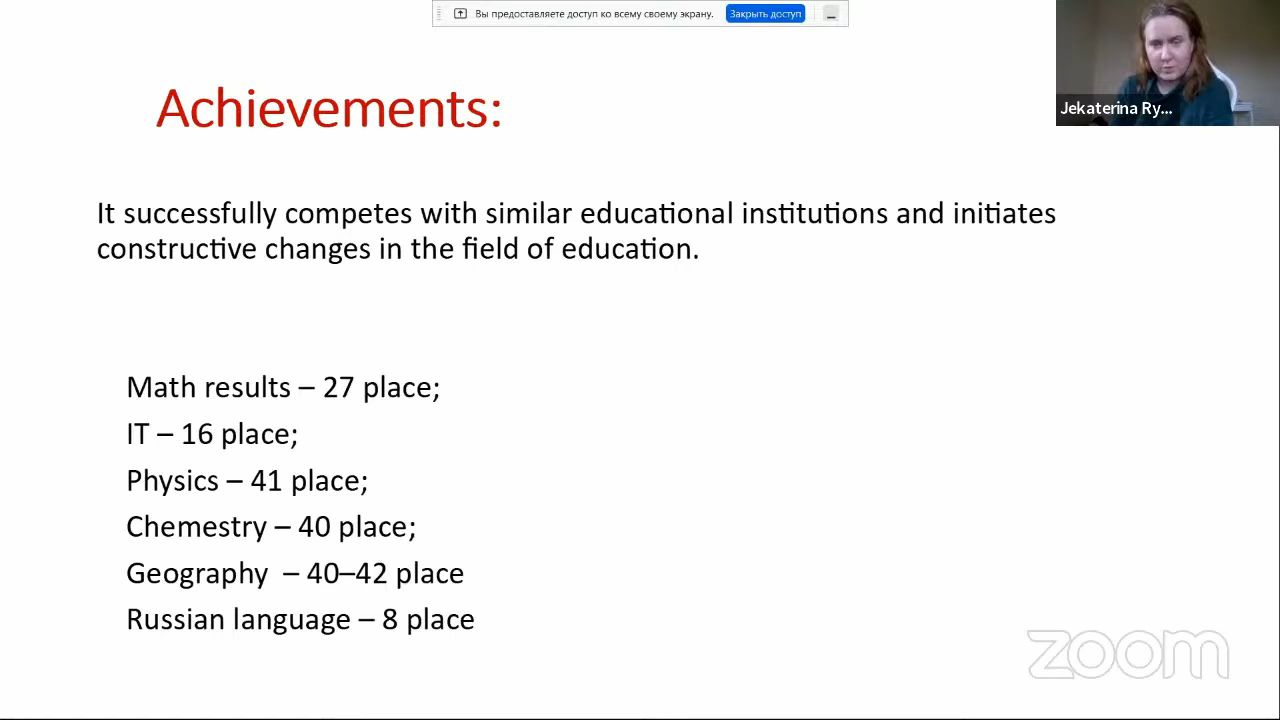 Вы предоставляете доступ ко всему своему экрану.
Закрыть доступ
Achievements:
Jekaterina Ry...
It successfully competes with similar educational institutions and initiates
constructive changes in the field of education.
Math results – 27 place;
IT – 16 place;
Physics – 41 place;
Chemestry – 40 place;
Geography – 40–42 place
Russian language – 8 place
zoom